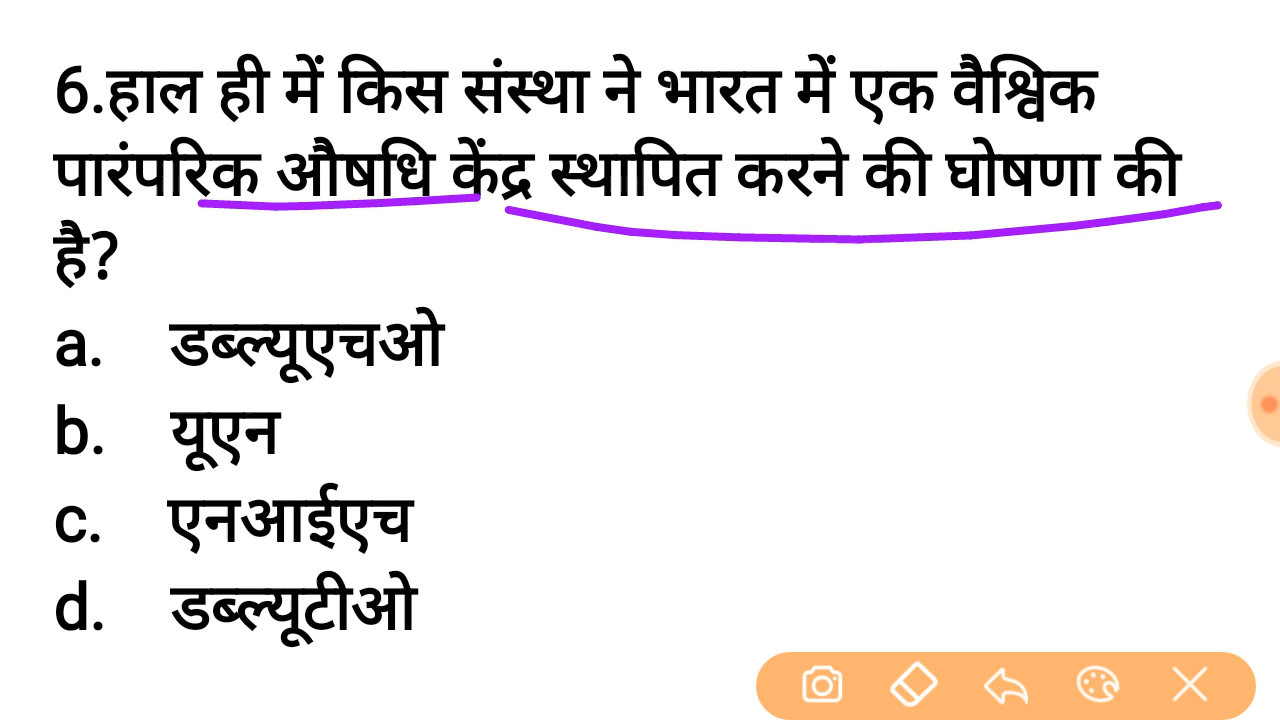 6.हाल ही में किस संस्था ने भारत में एक वैश्विक
पारंपरिक औषधि केंद्र स्थापित करने की घोषणा की
है?
a. डब्ल्यूएचओ
b. यूएन
c. एनआईएच
d. डब्ल्यूटीओ